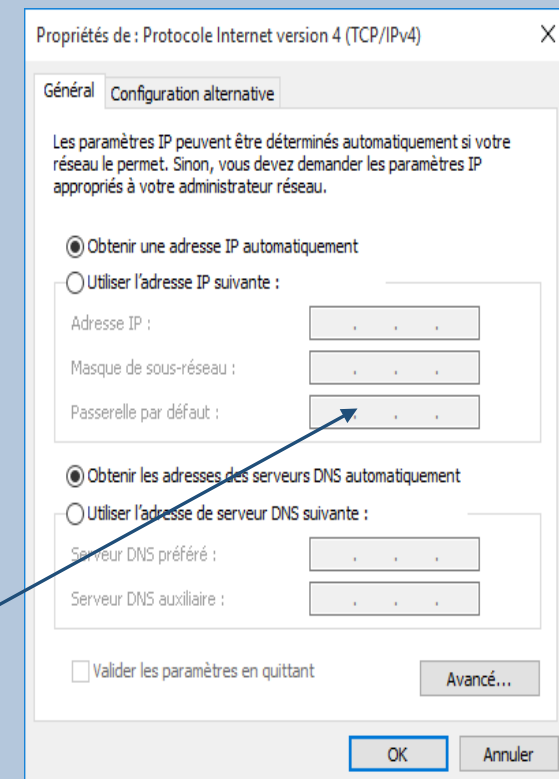 Propriétés de : Protocole Internet version 4 (TCP/IPv4)
Général
Configuration alternative
Les paramètres IP peuvent être déterminés automatiquement si votre
réseau le permet. Sinon, vous devez demander les paramètres IP
appropriés à votre administrateur réseau.
Obtenir une adresse IP automatiquement
Utiliser l'adresse IP suivante :
Adresse IP :
Masque de sous-réseau :
Passerelle par défaut :
Obtenir les adresses des serveurs DNS automatiquement
Utiliser l'adresse de serveur DNS suivante :
Serveur DNS préféré :
Serveur DNS auxiliaire :
Valider les paramètres en quittant
Avancé...
OK
Annuler